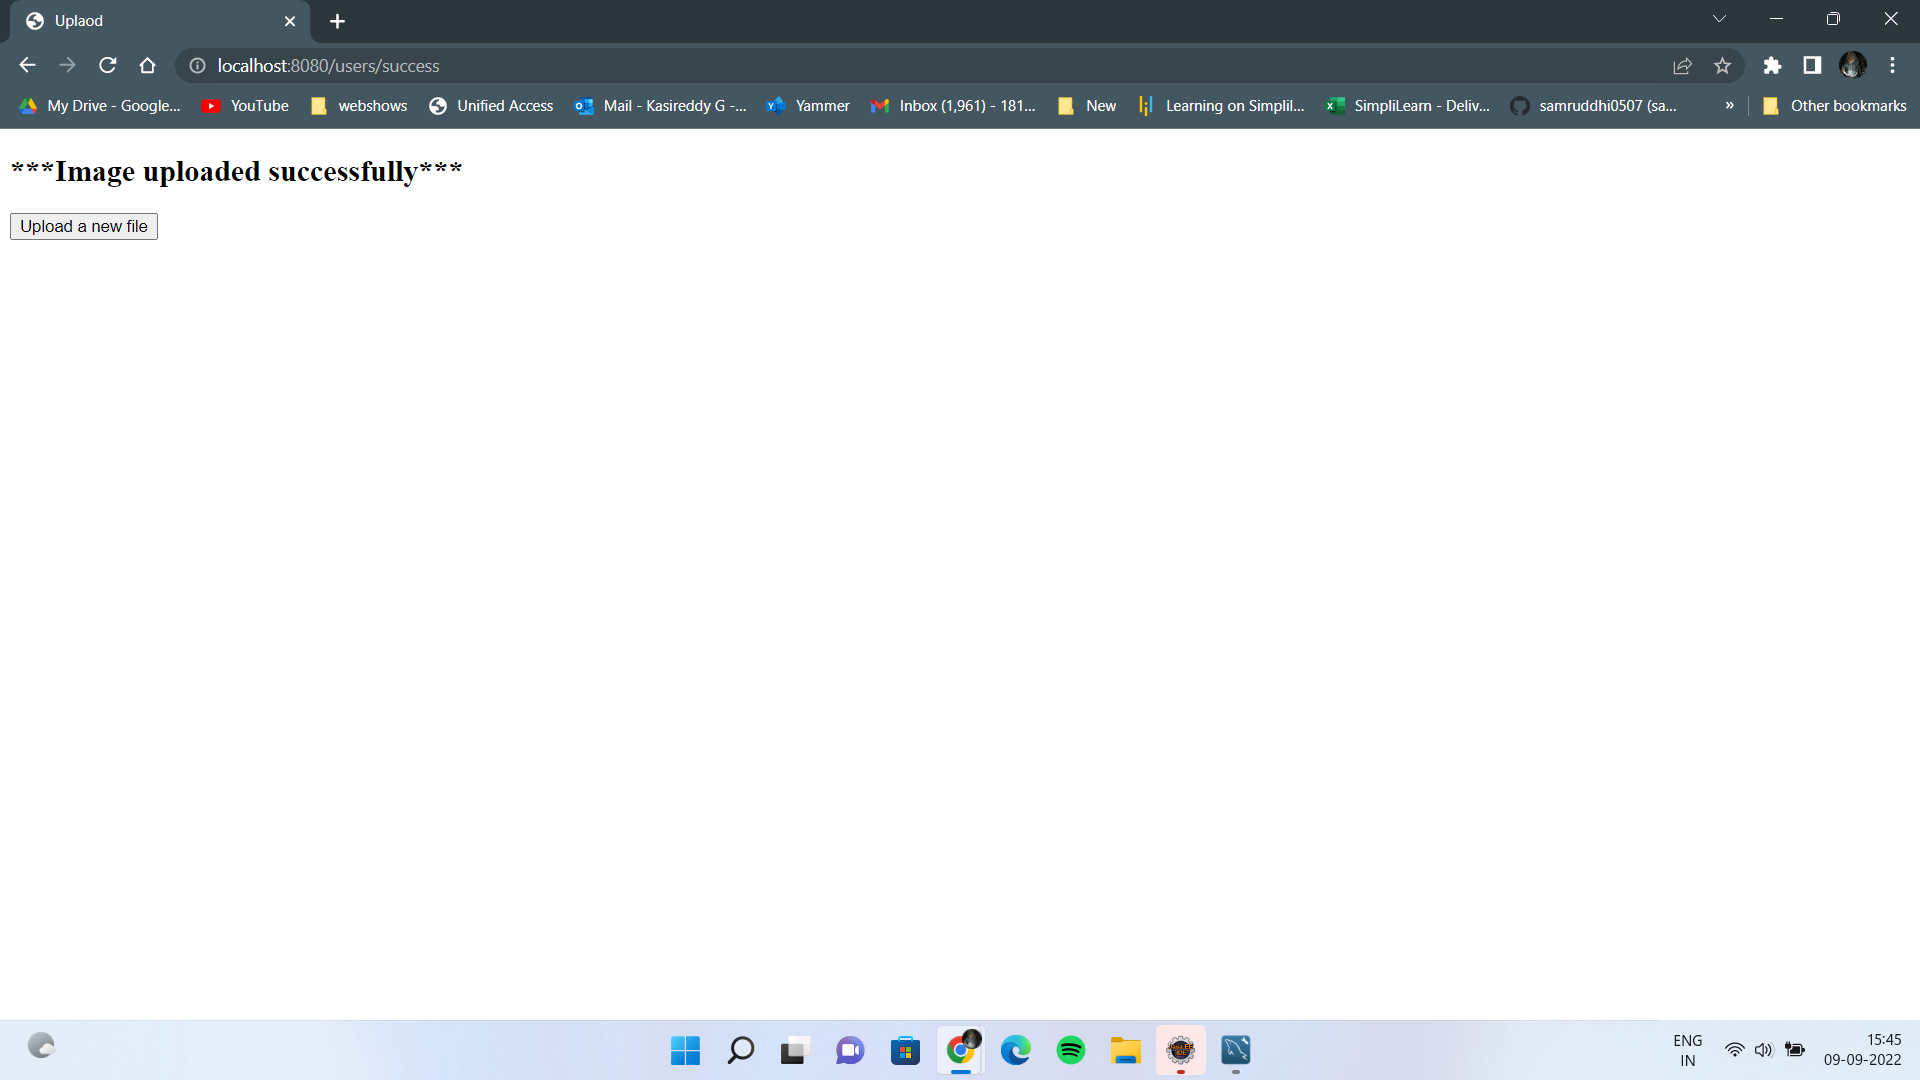 Uplaod
localhost:8080/users/success
My Drive - Google... YouTube webshows Unified Access Mail - Kasireddy G -... Yammer Inbox (1,961) - 181... New Learning on Simplil... SimpliLearn - Deliv... samruddhi0507 (sa... » Other bookmarks
***Image uploaded successfully***
Upload a new file
ENG 15:45
IN 09-09-2022